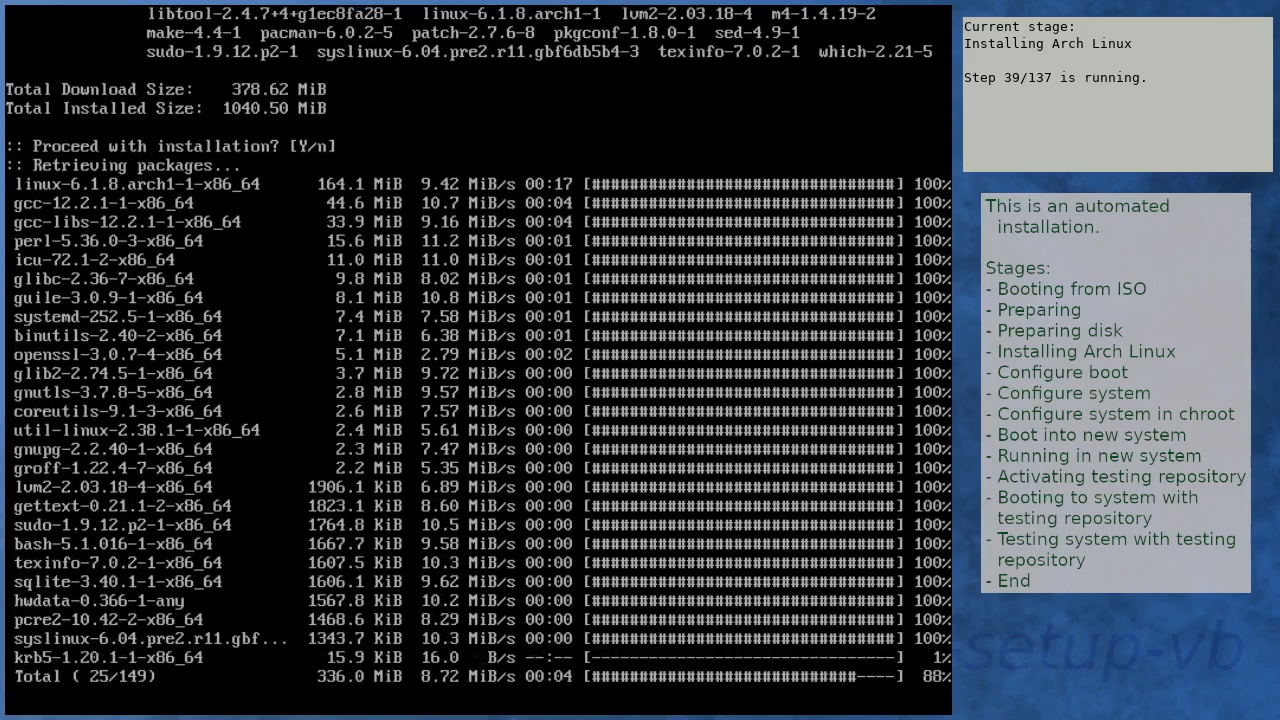 libtool-2.4.7+4+g1ec8fa28-1  linux-6.1.8.arch1-1  lvm2-2.03.18-4  m4-1.4.19-2
make-4.4-1  pacman-6.0.2-5  patch-2.7.6-8  pkgconf-1.8.0-1  sed-4.9-1
sudo-1.9.12.p2-1  syslinux-6.04.pre2.r11.gbf6db5b4-3  texinfo-7.0.2-1  which-2.21-5
Total Download Size:    378.62 MiB
Total Installed Size:  1040.50 MiB
:: Proceed with installation? [Y/n]
:: Retrieving packages...
linux-6.1.8.arch1-1-x86_64      164.1 MiB  9.42 MiB/s 00:17 [################################] 100%
gcc-12.2.1-1-x86_64              44.6 MiB  10.7 MiB/s 00:04 [################################] 100%
gcc-libs-12.2.1-1-x86_64         33.9 MiB  9.16 MiB/s 00:04 [################################] 100%
perl-5.36.0-3-x86_64             15.6 MiB  11.2 MiB/s 00:01 [################################] 100%
icu-72.1-2-x86_64                11.0 MiB  11.0 MiB/s 00:01 [################################] 100%
glibc-2.36-7-x86_64               9.8 MiB  8.02 MiB/s 00:01 [################################] 100%
guile-3.0.9-1-x86_64              8.1 MiB  10.8 MiB/s 00:01 [################################] 100%
systemd-252.5-1-x86_64            7.4 MiB  7.58 MiB/s 00:01 [################################] 100%
binutils-2.40-2-x86_64            7.1 MiB  6.38 MiB/s 00:01 [################################] 100%
openssl-3.0.7-4-x86_64            5.1 MiB  2.79 MiB/s 00:02 [################################] 100%
glib2-2.74.5-1-x86_64             3.7 MiB  9.72 MiB/s 00:00 [################################] 100%
gnutls-3.7.8-5-x86_64             2.8 MiB  9.57 MiB/s 00:00 [################################] 100%
coreutils-9.1-3-x86_64            2.6 MiB  7.57 MiB/s 00:00 [################################] 100%
util-linux-2.38.1-1-x86_64        2.4 MiB  5.61 MiB/s 00:00 [################################] 100%
gnupg-2.2.40-1-x86_64             2.3 MiB  7.47 MiB/s 00:00 [################################] 100%
groff-1.22.4-7-x86_64             2.2 MiB  5.35 MiB/s 00:00 [################################] 100%
lvm2-2.03.18-4-x86_64          1906.1 KiB  6.89 MiB/s 00:00 [################################] 100%
gettext-0.21.1-2-x86_64        1823.1 KiB  8.60 MiB/s 00:00 [################################] 100%
sudo-1.9.12.p2-1-x86_64        1764.8 KiB  10.5 MiB/s 00:00 [################################] 100%
bash-5.1.016-1-x86_64          1667.7 KiB  9.58 MiB/s 00:00 [################################] 100%
texinfo-7.0.2-1-x86_64         1607.5 KiB  10.3 MiB/s 00:00 [################################] 100%
sqlite-3.40.1-1-x86_64         1606.1 KiB  9.62 MiB/s 00:00 [################################] 100%
hwdata-0.366-1-any             1567.8 KiB  10.2 MiB/s 00:00 [################################] 100%
pcre2-10.42-2-x86_64           1468.6 KiB  8.29 MiB/s 00:00 [################################] 100%
syslinux-6.04.pre2.r11.gbf...  1343.7 KiB  10.3 MiB/s 00:00 [################################] 100%
krb5-1.20.1-1-x86_64             15.9 KiB  16.0   B/s --:-- [--------------------------------]   1%
Total ( 25/149)                 336.0 MiB  8.72 MiB/s 00:04 [############################----]  88%
Current stage:
Installing Arch Linux
Step 39/137 is running.
This is an automated
installation.
Stages:
- Booting from ISO
- Preparing
- Preparing disk
- Installing Arch Linux
- Configure boot
- Configure system
- Configure system in chroot
- Boot into new system
- Running in new system
- Activating testing repository
- Booting to system with
testing repository
- Testing system with testing
repository
- End
setup-vb